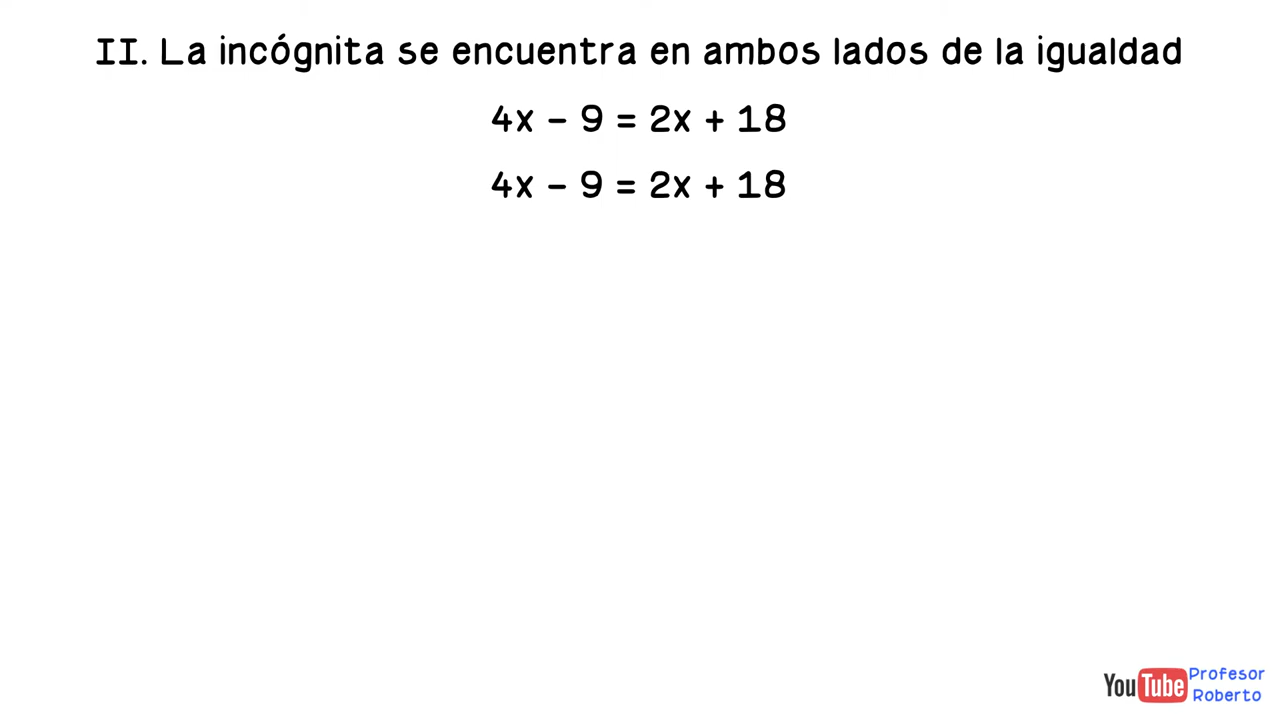 II. La incógnita se encuentra en ambos lados de la igualdad
4x - 9 = 2x + 18
4x - 9 = 2x + 18
YouTube Profesor
Roberto